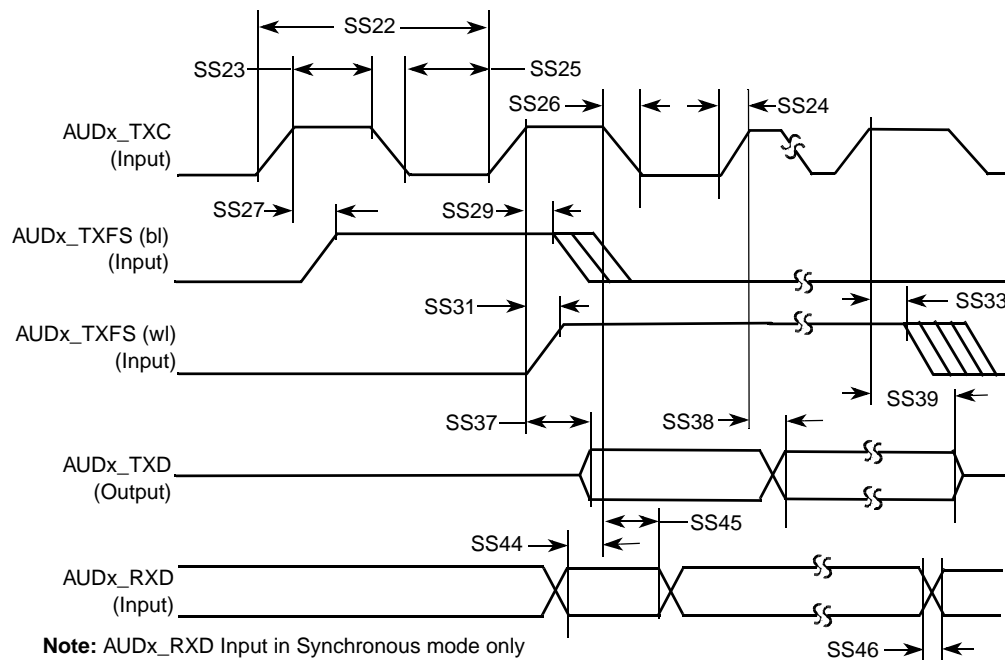 SS22
SS23
SS25
SS26
SS24
AUDx_TXC
(Input)
SS27
SS29
AUDx_TXFS (bl)
(Input)
SS31
SS33
AUDx_TXFS (wl)
(Input)
SS37
SS38
SS39
AUDx_TXD
(Output)
SS45
SS44
AUDx_RXD
(Input)
Note: AUDx_RXD Input in Synchronous mode only
SS46